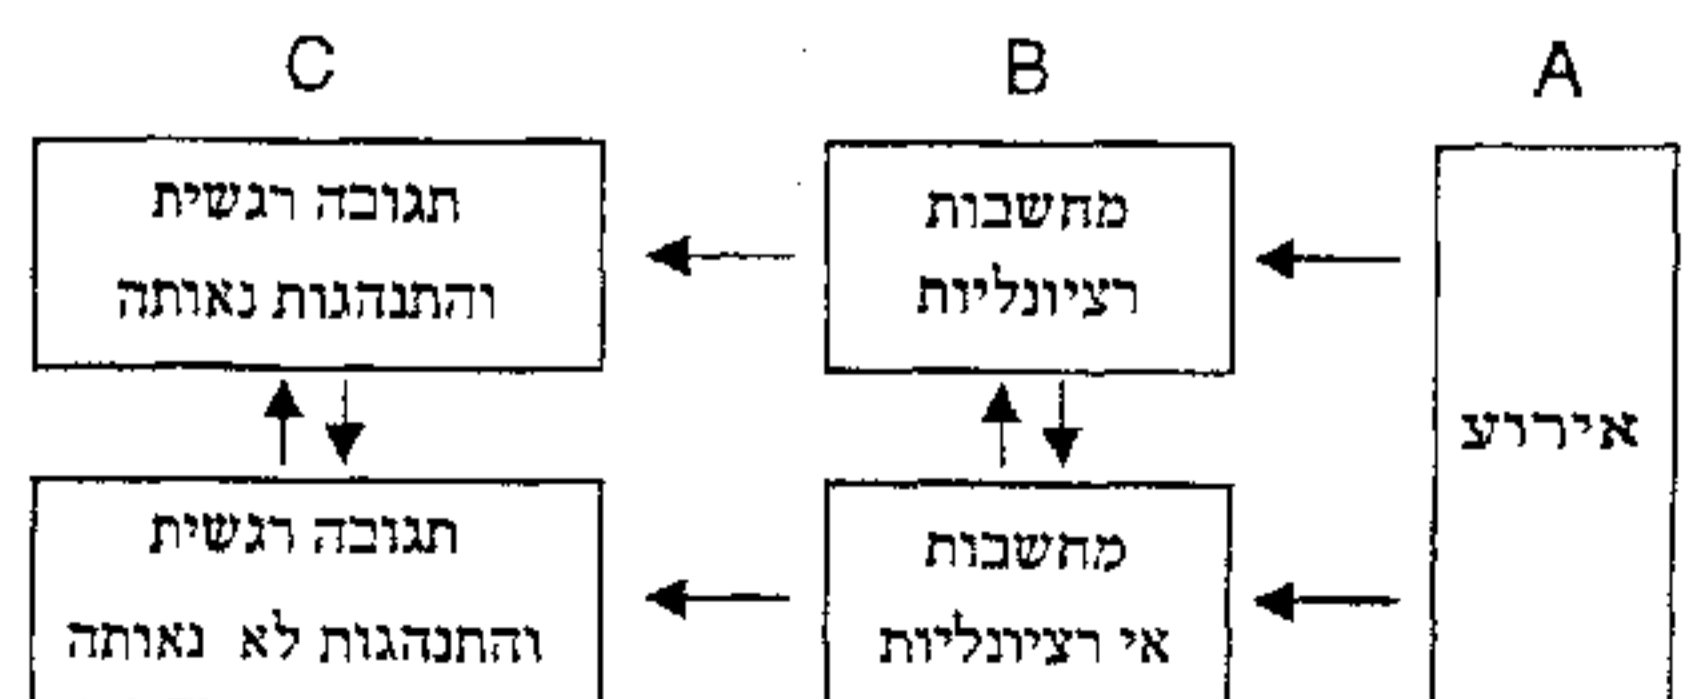 A
B
C
אירוע
מחשבות
רציונליות
תגובה רגשית
והתנהגות נאותה
מחשבות
אי רציונליות
תגובה רגשית
והתנהגות לא נאותה